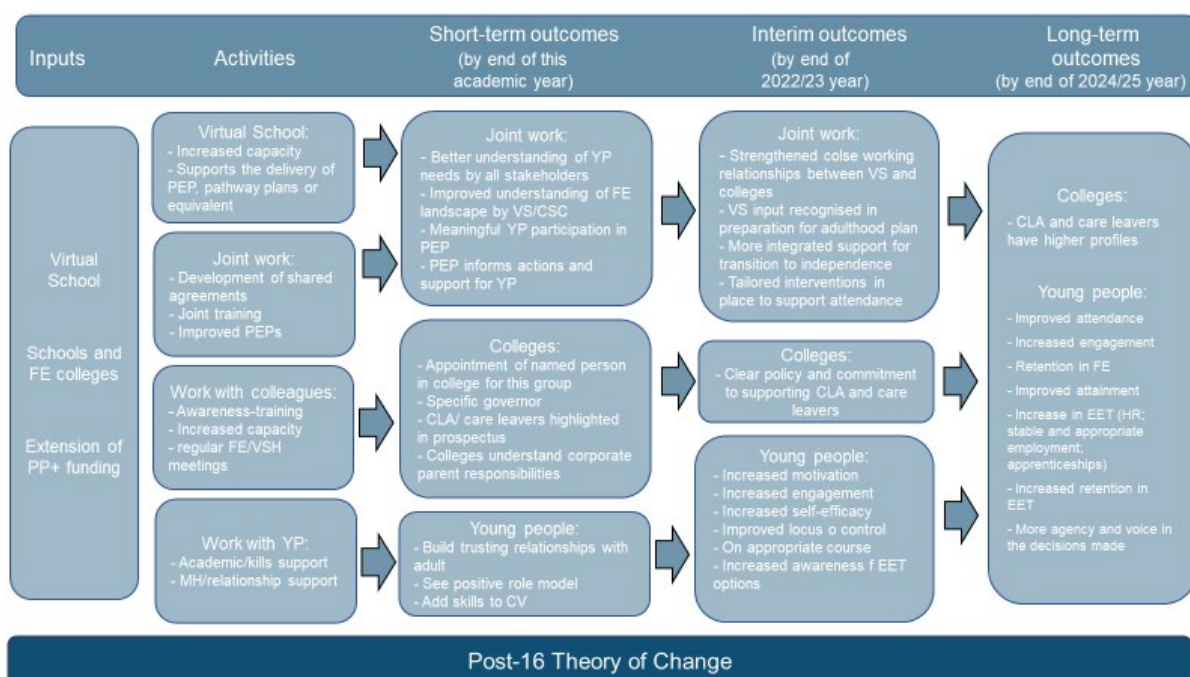 Inputs
Activities
Short-term outcomes
(by end of this
academic year)
Interim outcomes
(by end of
2022/23 year)
Long-term
outcomes
(by end of 2024/25 year)
Virtual
School
Schools and
FE colleges
Extension of
PP+ funding
Virtual School:
- Increased capacity
- Supports the delivery of
PEP, pathway plans or
equivalent
Joint work:
- Development of shared
agreements
- Joint training
- Improved PEPs
Work with colleagues:
- Awareness-training
- Increased capacity
- regular FE/VSH
meetings
Work with YP:
- Academic/kills support
- MH/relationship support
Joint work:
- Better understanding of YP
needs by all stakeholders
- Improved understanding of FE
landscape by VS/CSC
- Meaningful YP participation in
PEP
- PEP informs actions and
support for YP
Colleges:
- Appointment of named person
in college for this group
- Specific governor
- CLA/ care leavers highlighted
in prospectus
- Colleges understand corporate
parent responsibilities
Young people:
- Build trusting relationships with
adult
- See positive role model
- Add skills to CV
Joint work:
- Strengthened colse working
relationships between VS and
colleges
- VS input recognised in
preparation for adulthood plan
- More integrated support for
transition to independence
- Tailored interventions in
place to support attendance
Colleges:
- Clear policy and commitment
to supporting CLA and care
leavers
Young people:
- Increased motivation
- Increased engagement
- Increased self-efficacy
- Improved locus o control
- On appropriate course
- Increased awareness f EET
options
Colleges:
- CLA and care leavers
have higher profiles
Young people:
- Improved attendance
- Increased engagement
- Retention in FE
- Improved attainment
- Increase in EET (HR;
stable and appropriate
employment;
apprenticeships)
- Increased retention in
EET
- More agency and voice in
the decisions made
Post-16 Theory of Change